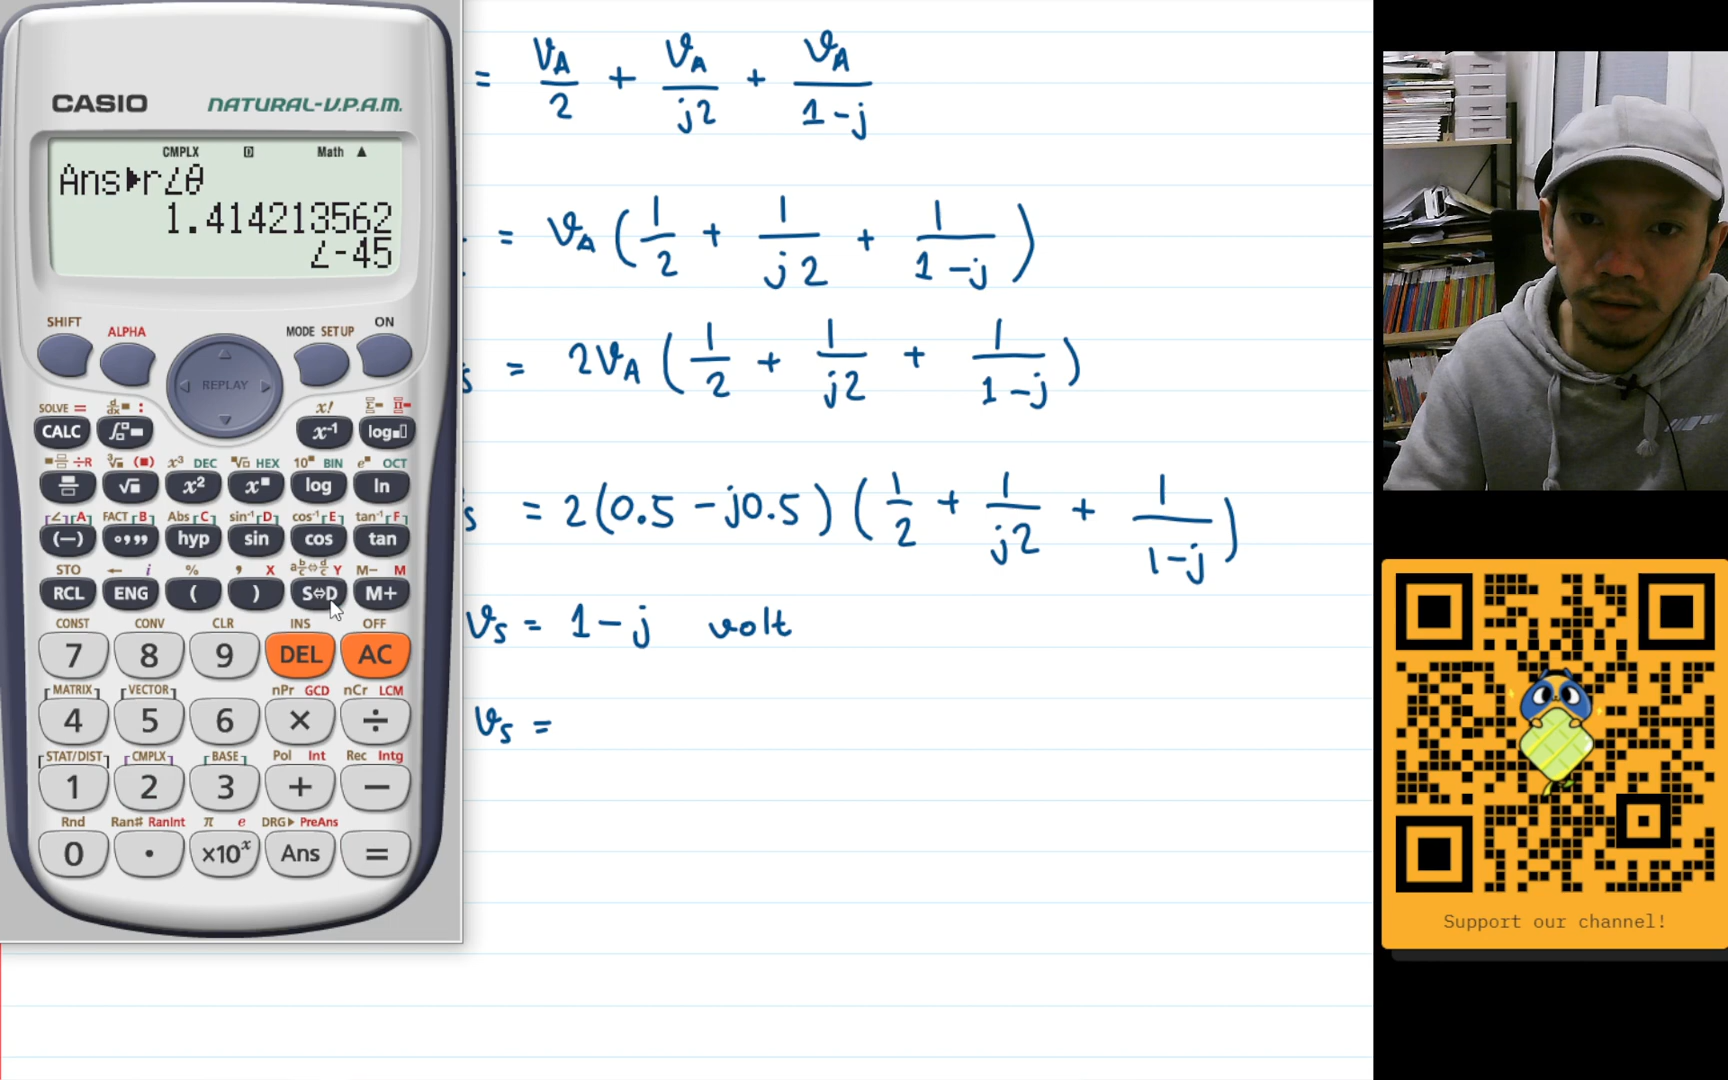 CASIO NATURAL-V.P.A.M.
CMPLX D Math ▲
Ans▶r∠θ
1.414213562
∠-45
SHIFT ALPHA MODE SETUP ON
REPLAY
SOLVE = d/dx = : x! Σ= Π=
CALC ∫ x⁻¹ log
÷R ³√ x³ DEC √ HEX 10 BIN e OCT
√ x² x log ln
∠ A FACT B Abs C sin⁻¹ D cos⁻¹ E tan⁻¹ F
(−) °’’’ hyp sin cos tan
STO ← i % , X a b/c⇔d/c Y M− M
RCL ENG ( ) S⇔D M+
CONST CONV CLR INS OFF
7 8 9 DEL AC
MATRIX VECTOR nPr GCD nCr LCM
4 5 6 × ÷
STAT/DIST CMPLX BASE Pol Int Rec Intg
1 2 3 + −
Rnd Ran# RanInt π e DRG▶ PreAns
0 . ×10ˣ Ans =
= V_A/2 + V_A/j2 + V_A/(1-j)
= V_A (1/2 + 1/j2 + 1/(1-j))
s = 2V_A (1/2 + 1/j2 + 1/(1-j))
s = 2(0.5 - j0.5) (1/2 + 1/j2 + 1/(1-j))
V_s = 1-j volt
V_s =
Support our channel!